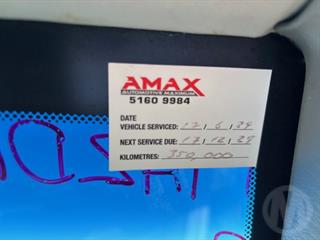 AMAX
AUTOMOTIVE MAXIMUM
5160 9984
DATE
VEHICLE SERVICED: 17 / 6 / 24
NEXT SERVICE DUE: 17 / 12 / 28
KILOMETRES: 350,000